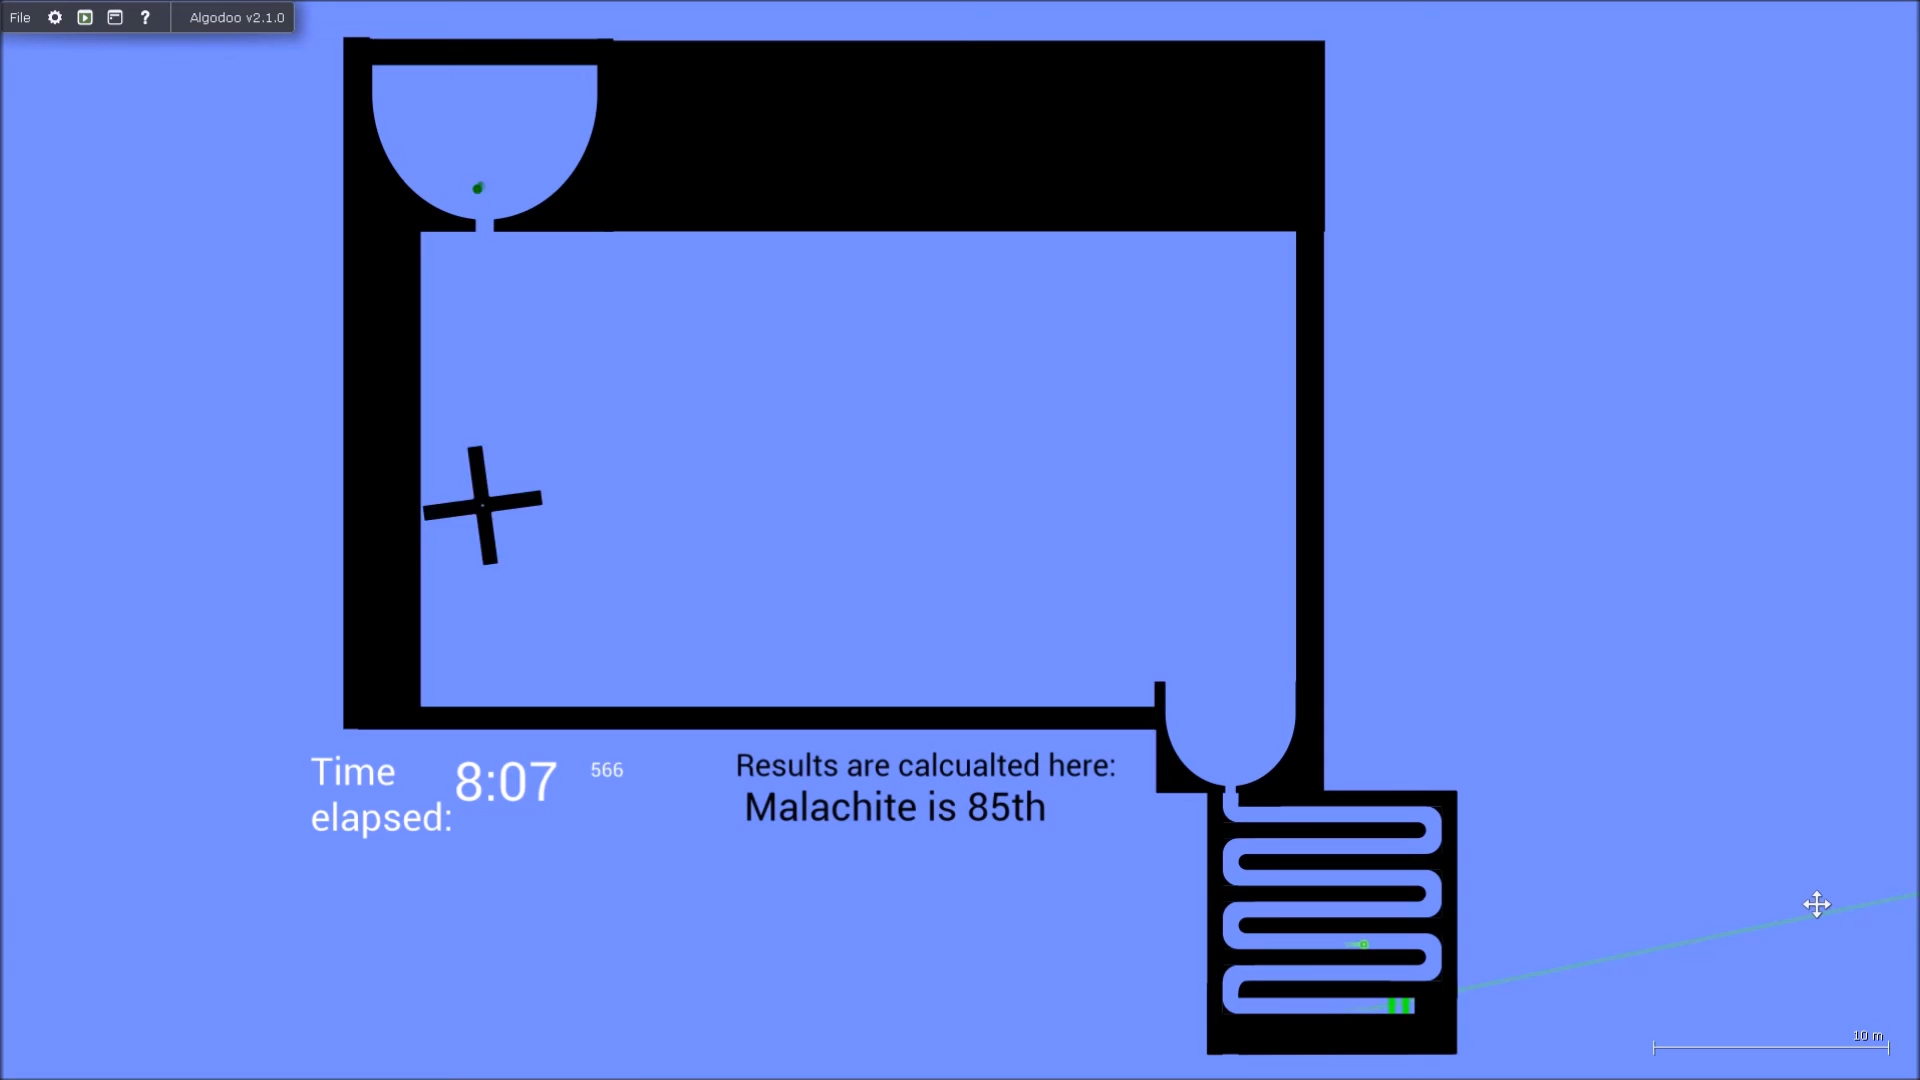 File ? Algodoo v2.1.0
Time elapsed: 8:07 566
Results are calcualted here:
Malachite is 85th
10 m